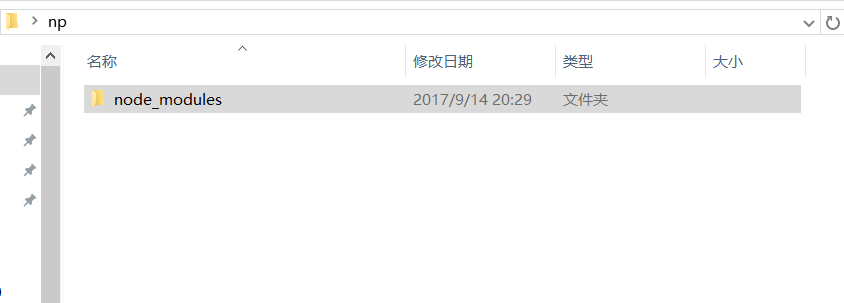 np
名称 修改日期 类型 大小
node_modules 2017/9/14 20:29 文件夹